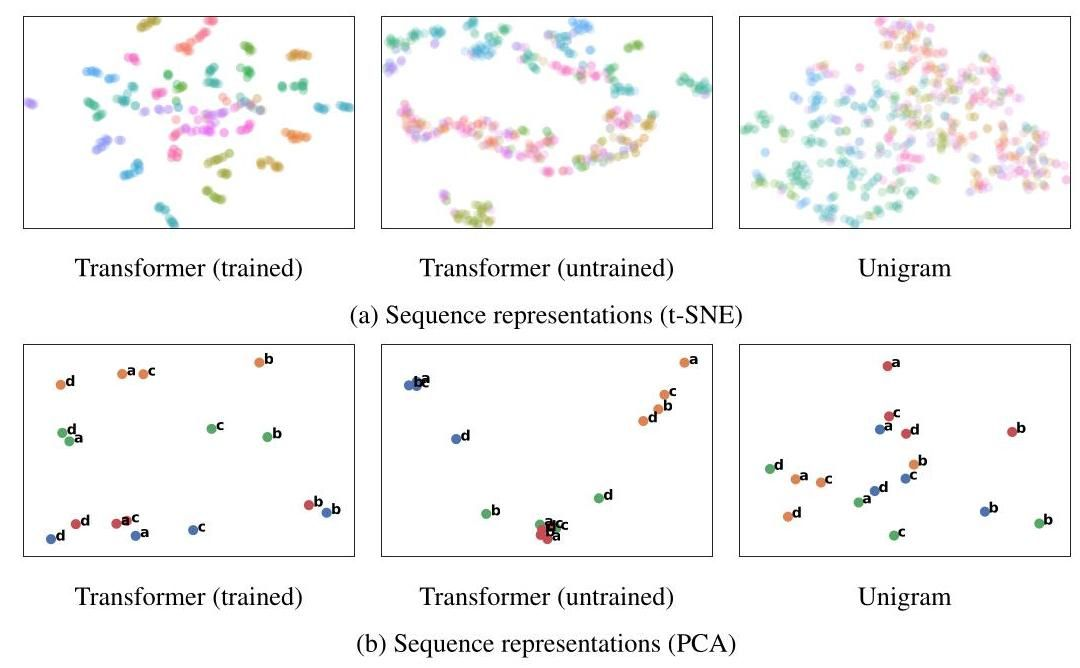 Transformer (trained) Transformer (untrained) Unigram
(a) Sequence representations (t-SNE)
b
a c
d
d
a
c
b
b
b
d
a c
d
a
c
a
c
b
d
d
b
d
a
a
c
a
d
b
b
d
a
c
c
d
a
d
b
b
c
Transformer (trained) Transformer (untrained) Unigram
(b) Sequence representations (PCA)